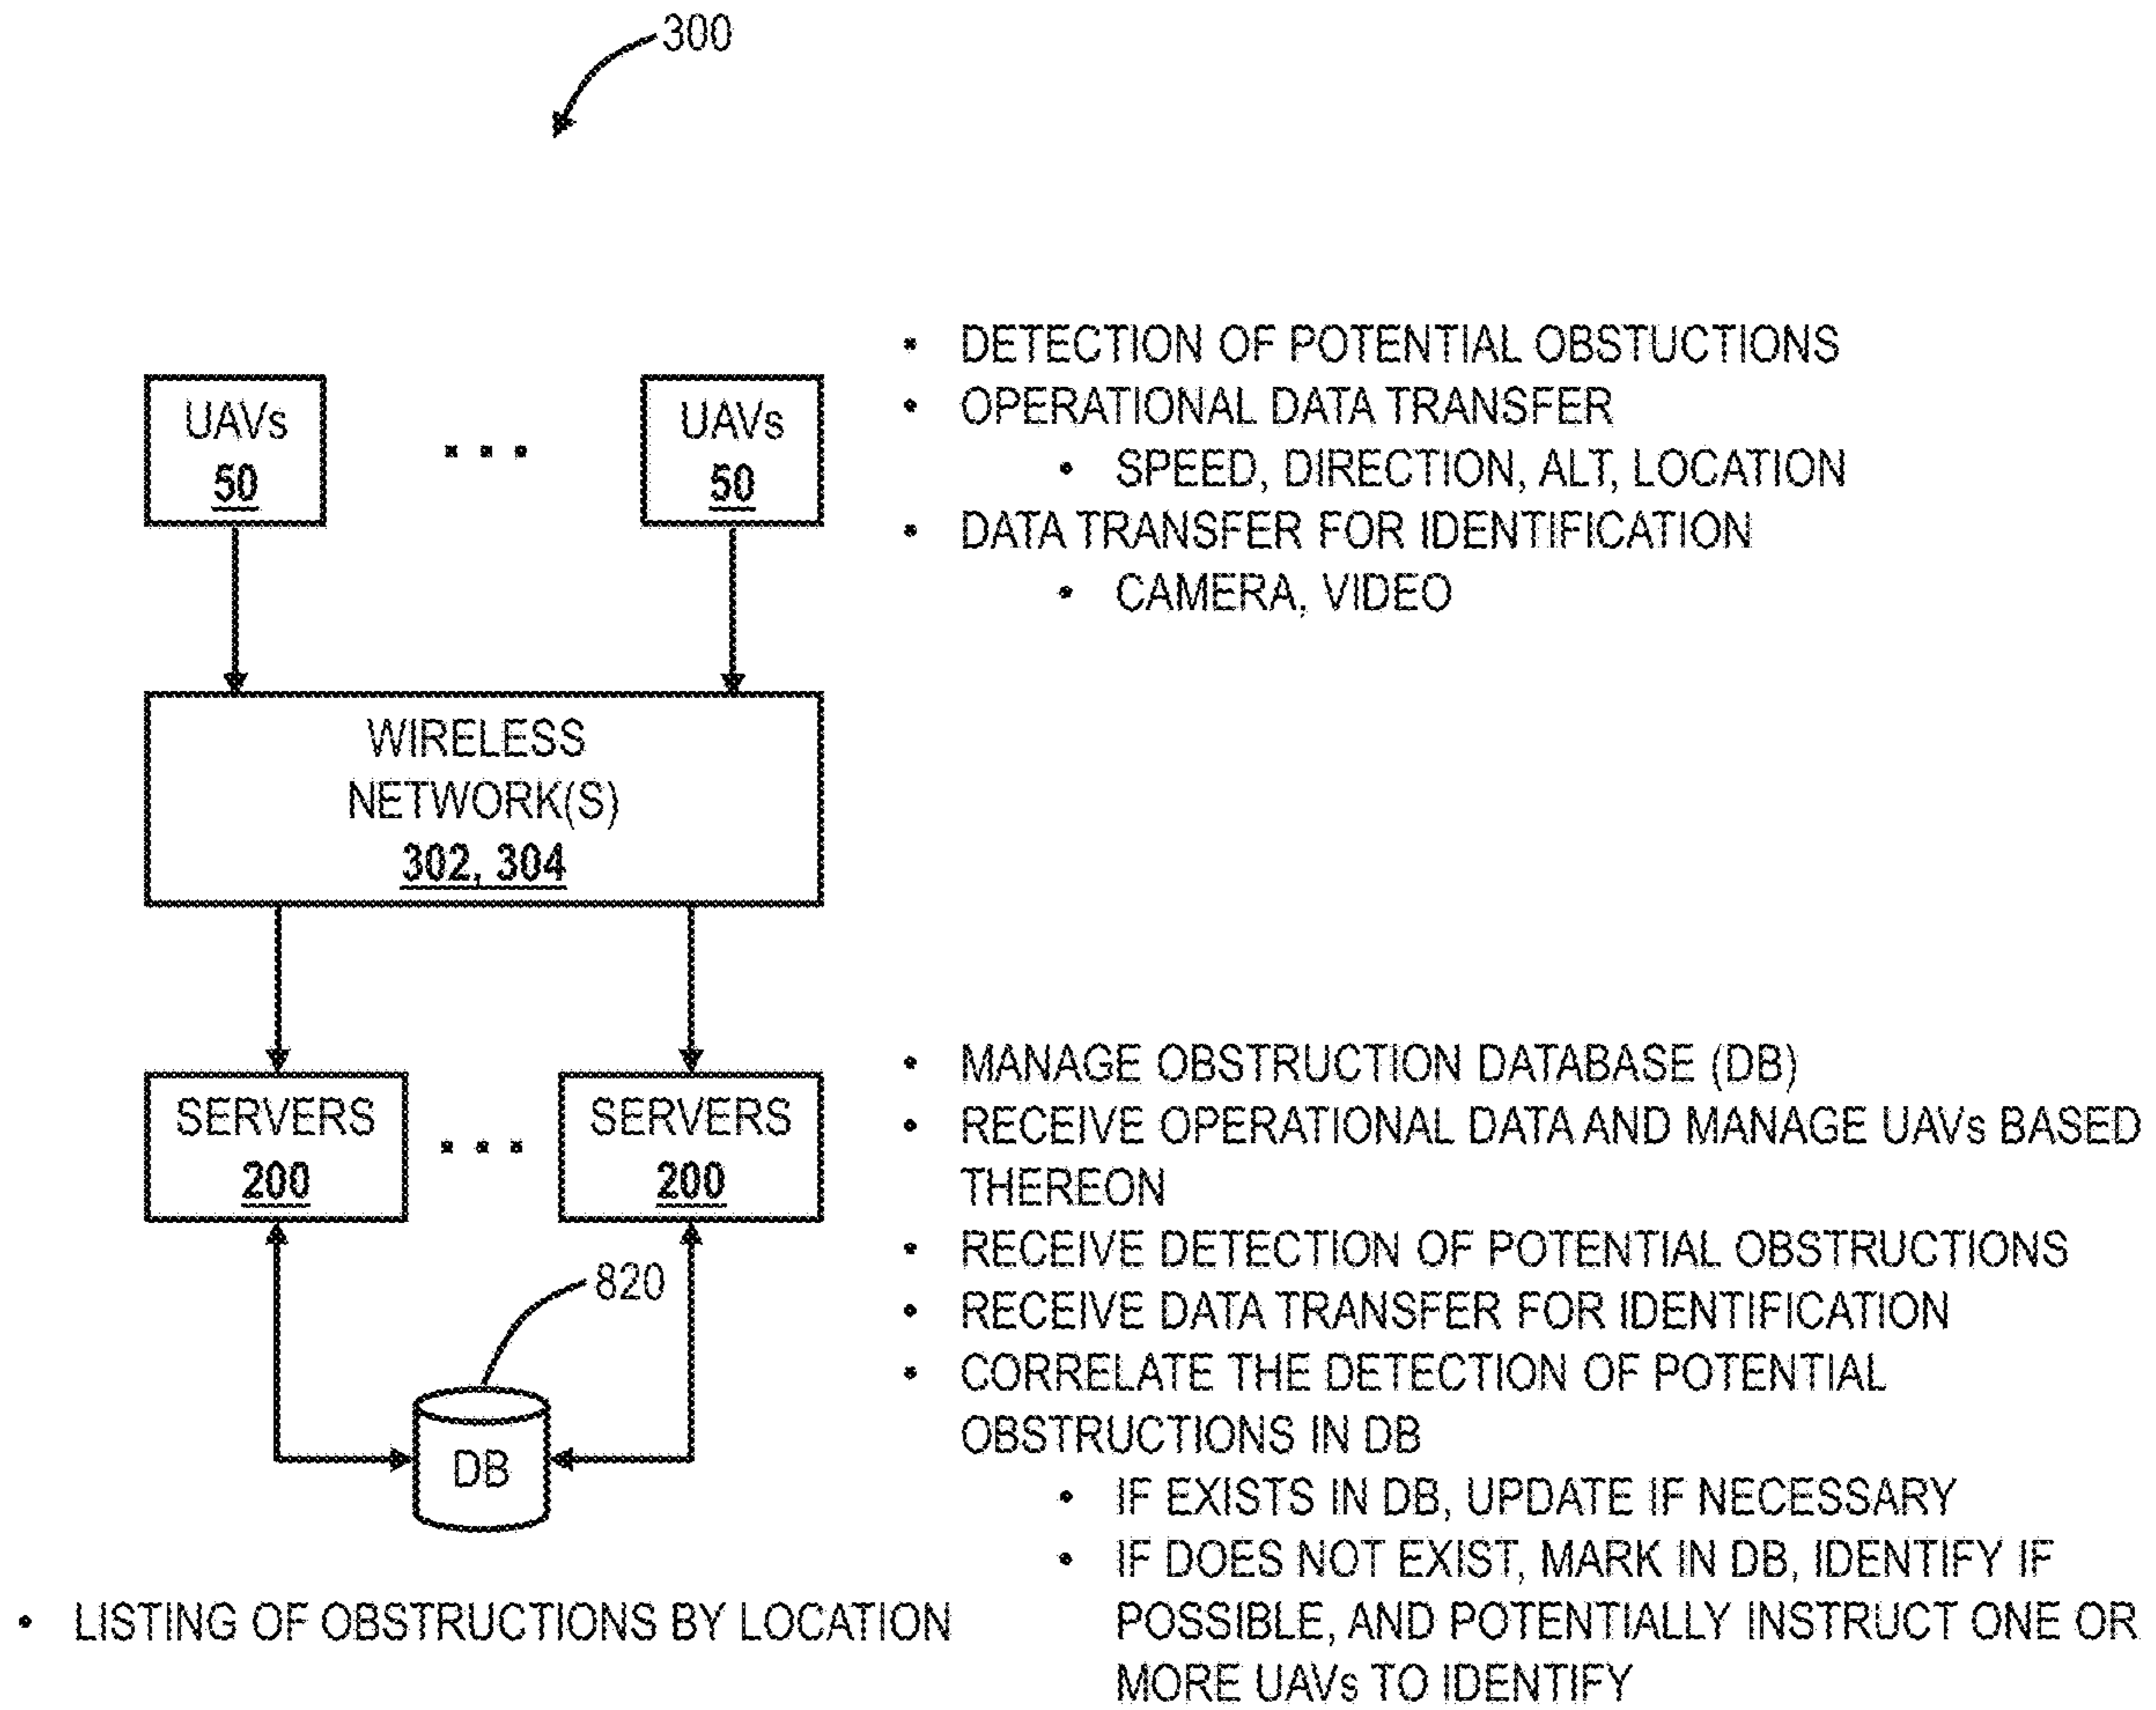 300
UAVs
50
. . .
UAVs
50
• DETECTION OF POTENTIAL OBSTUCTIONS
• OPERATIONAL DATA TRANSFER
• SPEED, DIRECTION, ALT, LOCATION
• DATA TRANSFER FOR IDENTIFICATION
• CAMERA, VIDEO
WIRELESS
NETWORK(S)
302, 304
SERVERS
200
. . .
SERVERS
200
820
DB
• LISTING OF OBSTRUCTIONS BY LOCATION
• MANAGE OBSTRUCTION DATABASE (DB)
• RECEIVE OPERATIONAL DATA AND MANAGE UAVs BASED
THEREON
• RECEIVE DETECTION OF POTENTIAL OBSTRUCTIONS
• RECEIVE DATA TRANSFER FOR IDENTIFICATION
• CORRELATE THE DETECTION OF POTENTIAL
OBSTRUCTIONS IN DB
• IF EXISTS IN DB, UPDATE IF NECESSARY
• IF DOES NOT EXIST, MARK IN DB, IDENTIFY IF
POSSIBLE, AND POTENTIALLY INSTRUCT ONE OR
MORE UAVs TO IDENTIFY